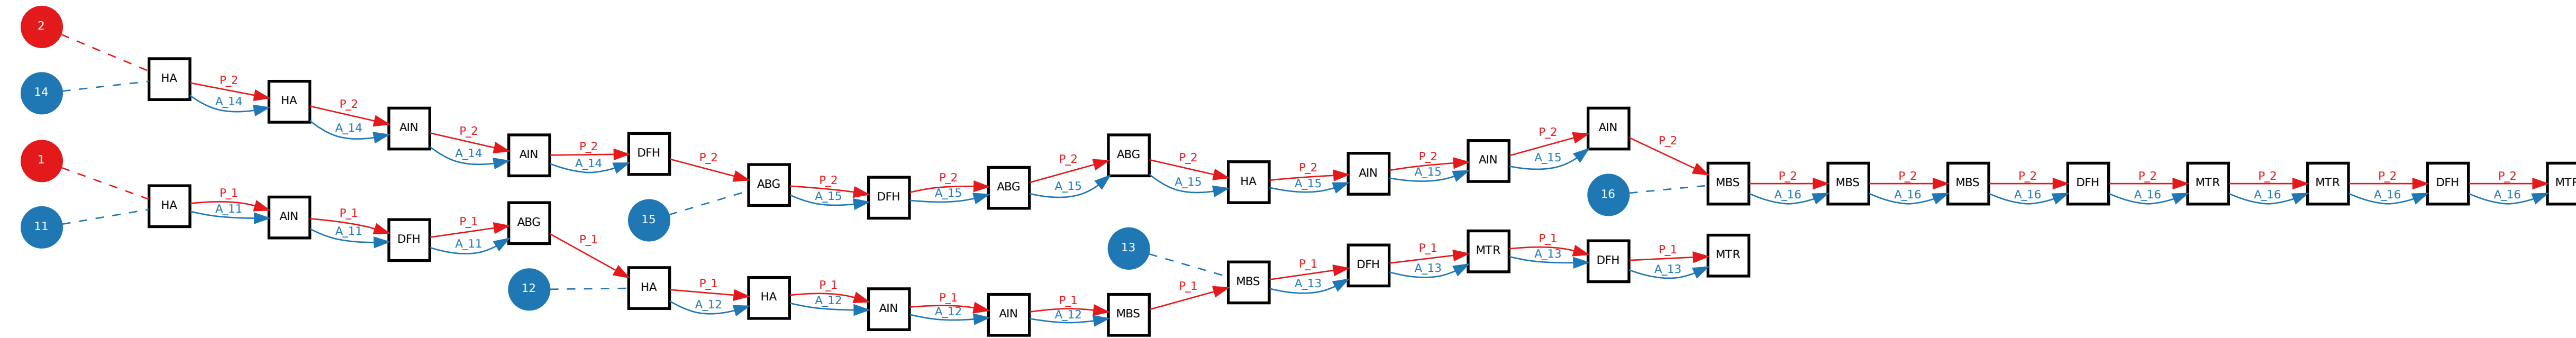 2
14
HA P_2 A_14 HA P_2 A_14 AIN P_2 A_14 AIN P_2 A_14 DFH P_2
15
ABG P_2 A_15 DFH P_2 A_15 ABG P_2 A_15 ABG P_2 A_15 HA P_2 A_15 AIN P_2 A_15 AIN P_2 A_15 AIN P_2
16
MBS P_2 A_16 MBS P_2 A_16 MBS P_2 A_16 DFH P_2 A_16 MTR P_2 A_16 MTR P_2 A_16 DFH P_2 A_16 MTR
1
11
HA P_1 A_11 AIN P_1 A_11 DFH P_1 A_11 ABG P_1
12
HA P_1 A_12 HA P_1 A_12 AIN P_1 A_12 AIN P_1 A_12 MBS P_1
13
MBS P_1 A_13 DFH P_1 A_13 MTR P_1 A_13 DFH P_1 A_13 MTR